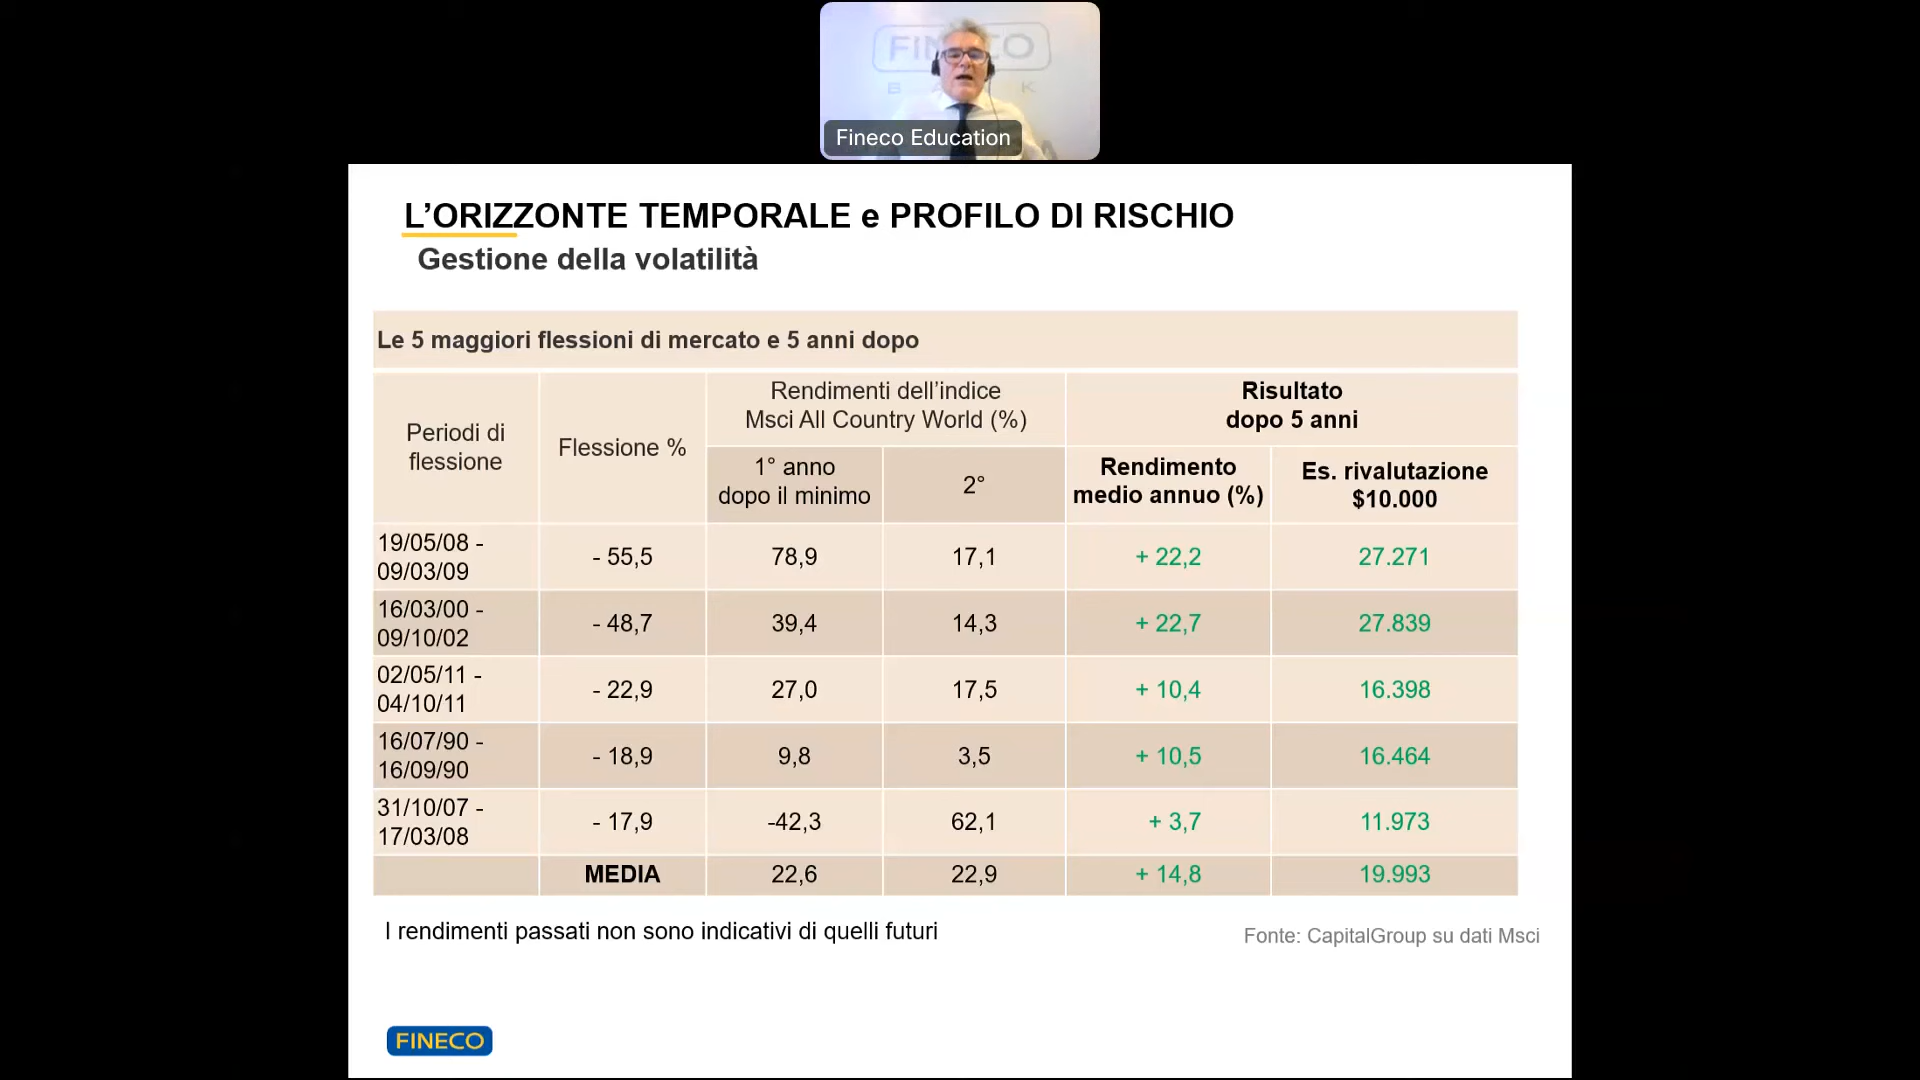 FINECO
B A N K
Fineco Education
L’ORIZZONTE TEMPORALE e PROFILO DI RISCHIO
Gestione della volatilità
Le 5 maggiori flessioni di mercato e 5 anni dopo
Periodi di
flessione
Flessione %
Rendimenti dell’indice
Msci All Country World (%)
Risultato
dopo 5 anni
1° anno
dopo il minimo
2°
Rendimento
medio annuo (%)
Es. rivalutazione
$10.000
19/05/08 -
09/03/09
- 55,5
78,9
17,1
+ 22,2
27.271
16/03/00 -
09/10/02
- 48,7
39,4
14,3
+ 22,7
27.839
02/05/11 -
04/10/11
- 22,9
27,0
17,5
+ 10,4
16.398
16/07/90 -
16/09/90
- 18,9
9,8
3,5
+ 10,5
16.464
31/10/07 -
17/03/08
- 17,9
-42,3
62,1
+ 3,7
11.973
MEDIA
22,6
22,9
+ 14,8
19.993
I rendimenti passati non sono indicativi di quelli futuri
Fonte: CapitalGroup su dati Msci
FINECO